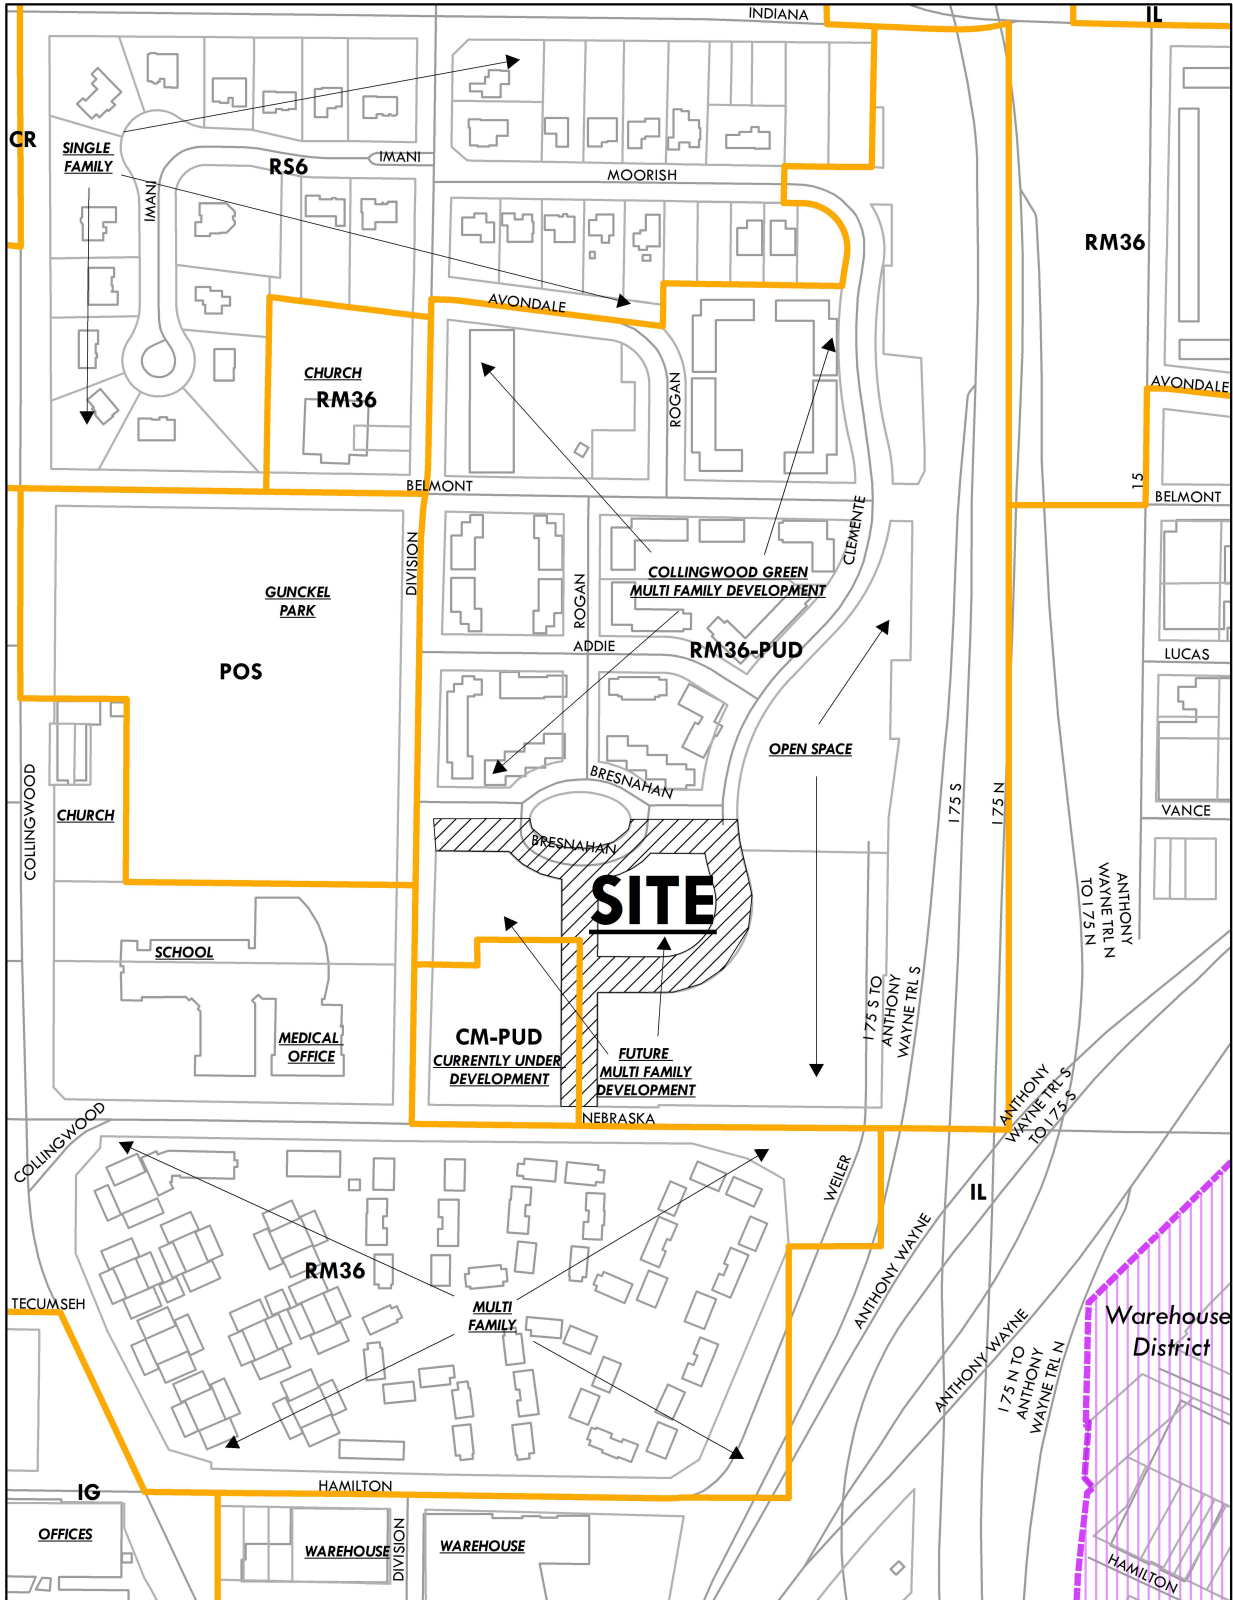 INDIANA
IL
CR
SINGLE
FAMILY
RS6
IMANI
IMANI
MOORISH
RM36
AVONDALE
CHURCH
RM36
ROGAN
AVONDALE
BELMONT
15
BELMONT
DIVISION
CLEMENTE
GUNCKEL
PARK
COLLINGWOOD GREEN
MULTI FAMILY DEVELOPMENT
ROGAN
ADDIE
RM36-PUD
LUCAS
POS
OPEN SPACE
BRESNAHAN
COLLINGWOOD
CHURCH
I 75 S
I 75 N
VANCE
BRESNAHAN
SITE
ANTHONY
WAYNE TRL N
TO I 75 N
SCHOOL
I 75 S TO
ANTHONY
WAYNE TRL S
MEDICAL
OFFICE
CM-PUD
CURRENTLY UNDER
DEVELOPMENT
FUTURE
MULTI FAMILY
DEVELOPMENT
NEBRASKA
ANTHONY
WAYNE TRL S
TO I 75 S
COLLINGWOOD
WEILER
IL
ANTHONY WAYNE
RM36
TECUMSEH
MULTI
FAMILY
Warehouse
District
ANTHONY WAYNE
I 75 N TO
ANTHONY
WAYNE TRL N
HAMILTON
IG
OFFICES
WAREHOUSE
DIVISION
WAREHOUSE
HAMILTON